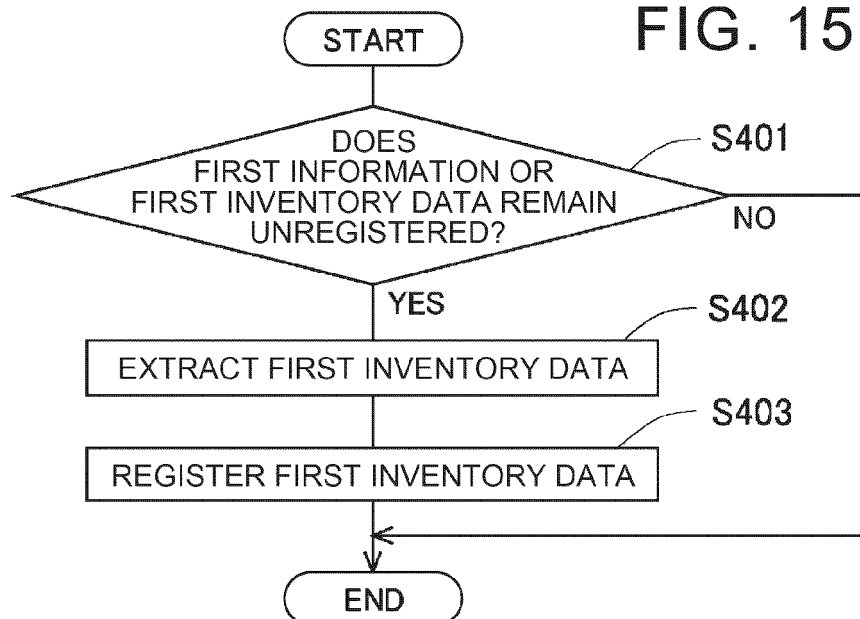 FIG. 15
START
DOES
FIRST INFORMATION OR
FIRST INVENTORY DATA REMAIN
UNREGISTERED?
S401
NO
YES
S402
EXTRACT FIRST INVENTORY DATA
S403
REGISTER FIRST INVENTORY DATA
END